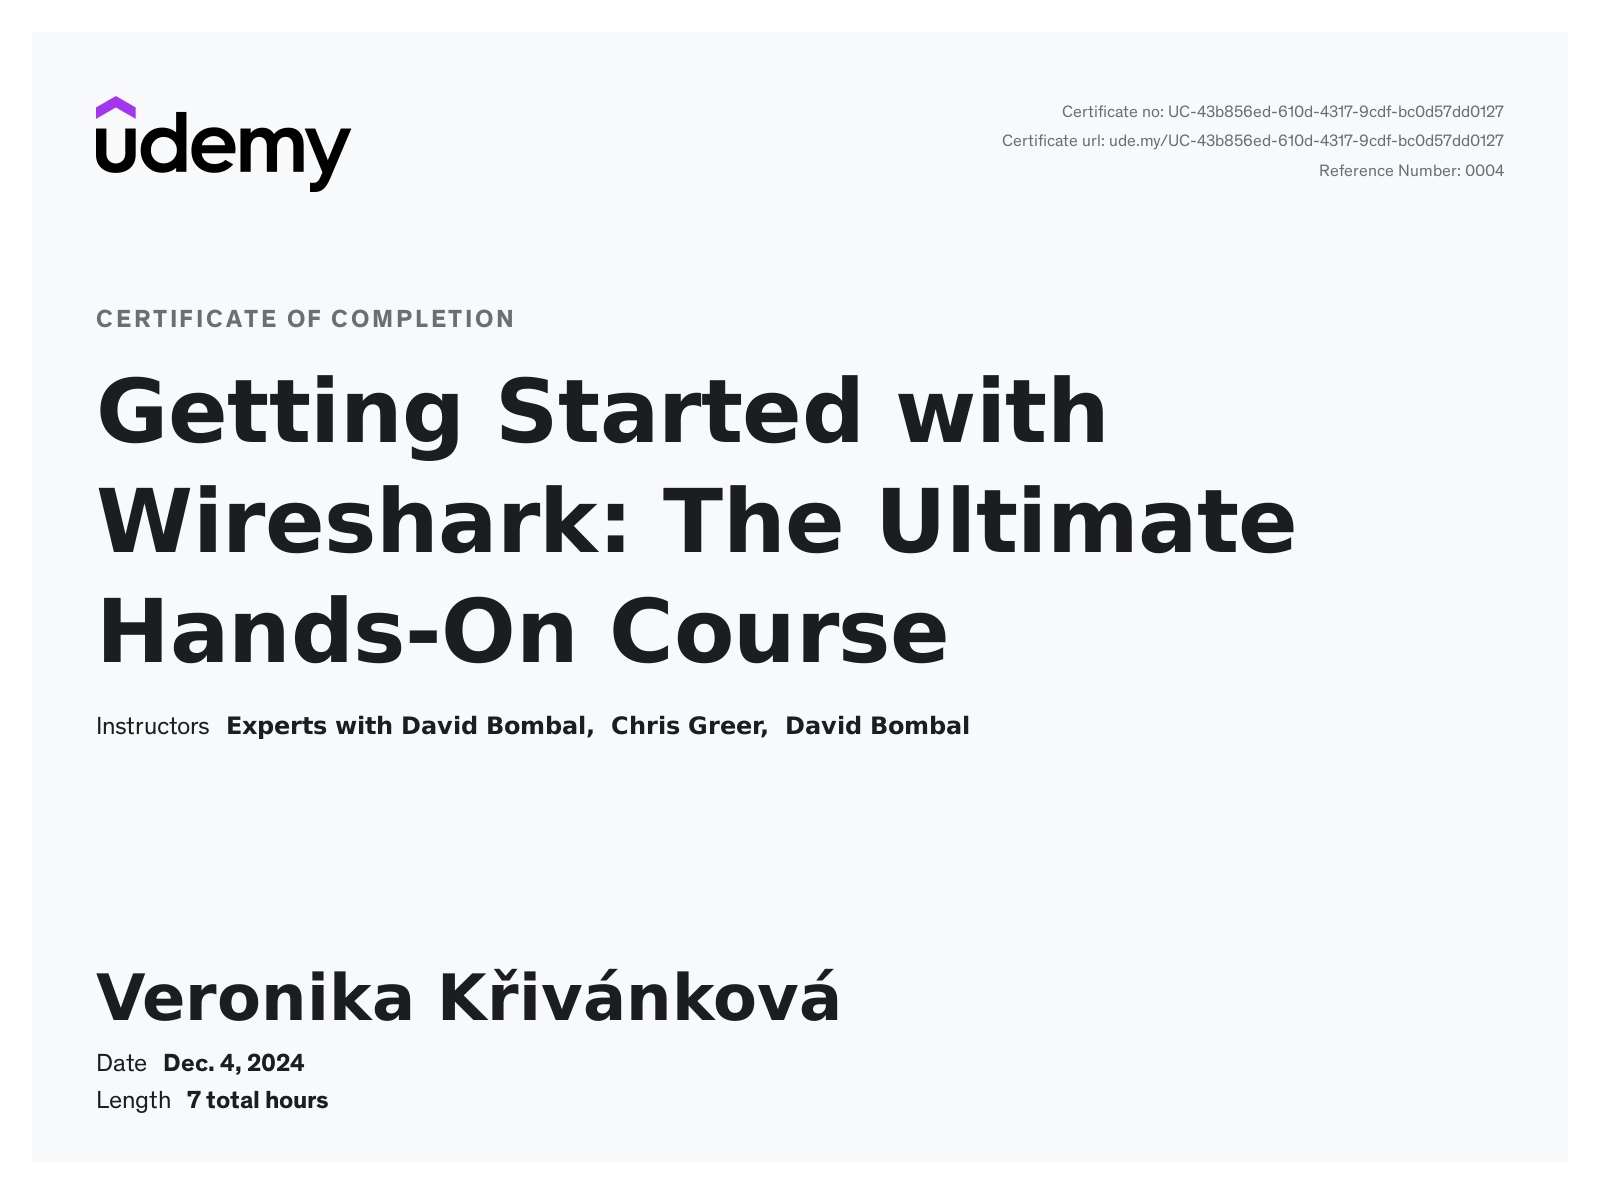 udemy
Certificate no: UC-43b856ed-610d-4317-9cdf-bc0d57dd0127
Certificate url: ude.my/UC-43b856ed-610d-4317-9cdf-bc0d57dd0127
Reference Number: 0004
CERTIFICATE OF COMPLETION
Getting Started with
Wireshark: The Ultimate
Hands-On Course
Instructors Experts with David Bombal, Chris Greer, David Bombal
Veronika Křivánková
Date Dec. 4, 2024
Length 7 total hours